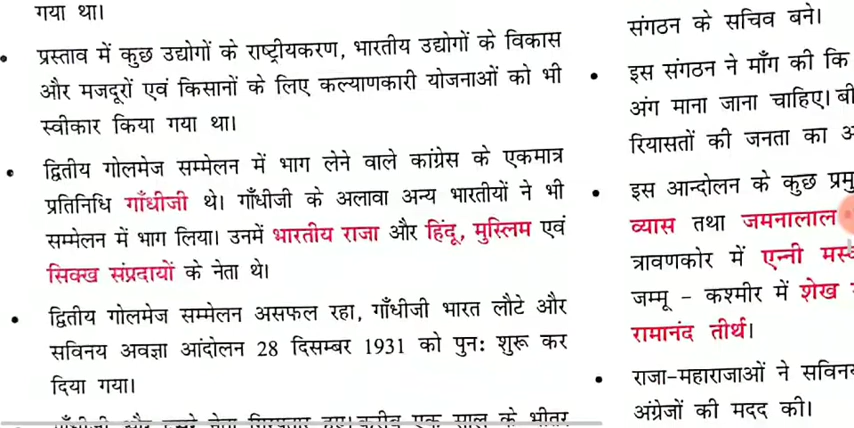 गया था।
• प्रस्ताव में कुछ उद्योगों के राष्ट्रीयकरण, भारतीय उद्योगों के विकास
और मजदूरों एवं किसानों के लिए कल्याणकारी योजनाओं को भी
स्वीकार किया गया था।
• द्वितीय गोलमेज सम्मेलन में भाग लेने वाले कांग्रेस के एकमात्र
प्रतिनिधि गाँधीजी थे। गाँधीजी के अलावा अन्य भारतीयों ने भी
सम्मेलन में भाग लिया। उनमें भारतीय राजा और हिंदू, मुस्लिम एवं
सिक्ख संप्रदायों के नेता थे।
• द्वितीय गोलमेज सम्मेलन असफल रहा, गाँधीजी भारत लौटे और
सविनय अवज्ञा आंदोलन 28 दिसम्बर 1931 को पुनः शुरू कर
दिया गया।
संगठन के सचिव बने।
• इस संगठन ने माँग की कि
अंग माना जाना चाहिए। बी
रियासतों की जनता का
• इस आन्दोलन के कुछ प्रमु
व्यास तथा जमनालाल
त्रावणकोर में एन्नी
जम्मू - कश्मीर में शेख
रामानंद तीर्थ।
• राजा-महाराजाओं ने सविन
अंग्रेजों की मदद की।